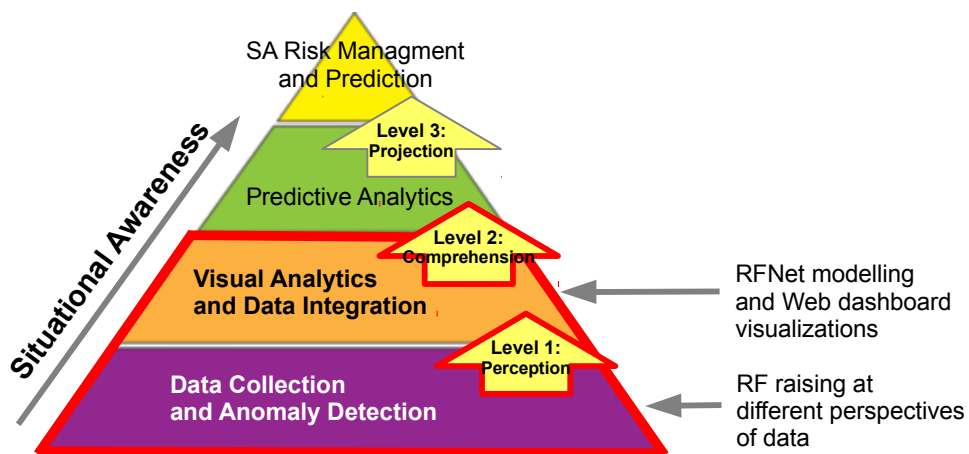 SA Risk Managment
and Prediction
Level 3:
Projection
Predictive Analytics
Situational Awareness
Level 2:
Comprehension
Visual Analytics
and Data Integration
RFNet modelling
and Web dashboard
visualizations
Level 1:
Perception
Data Collection
and Anomaly Detection
RF raising at
different perspectives
of data